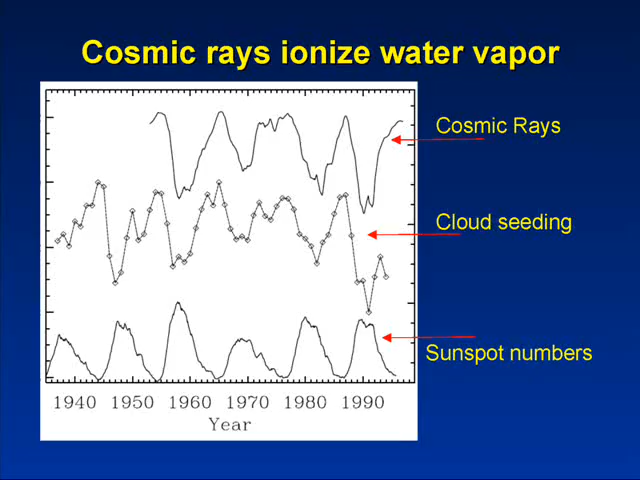 Cosmic rays ionize water vapor
Cosmic Rays
Cloud seeding
Sunspot numbers
1940 1950 1960 1970 1980 1990
Year